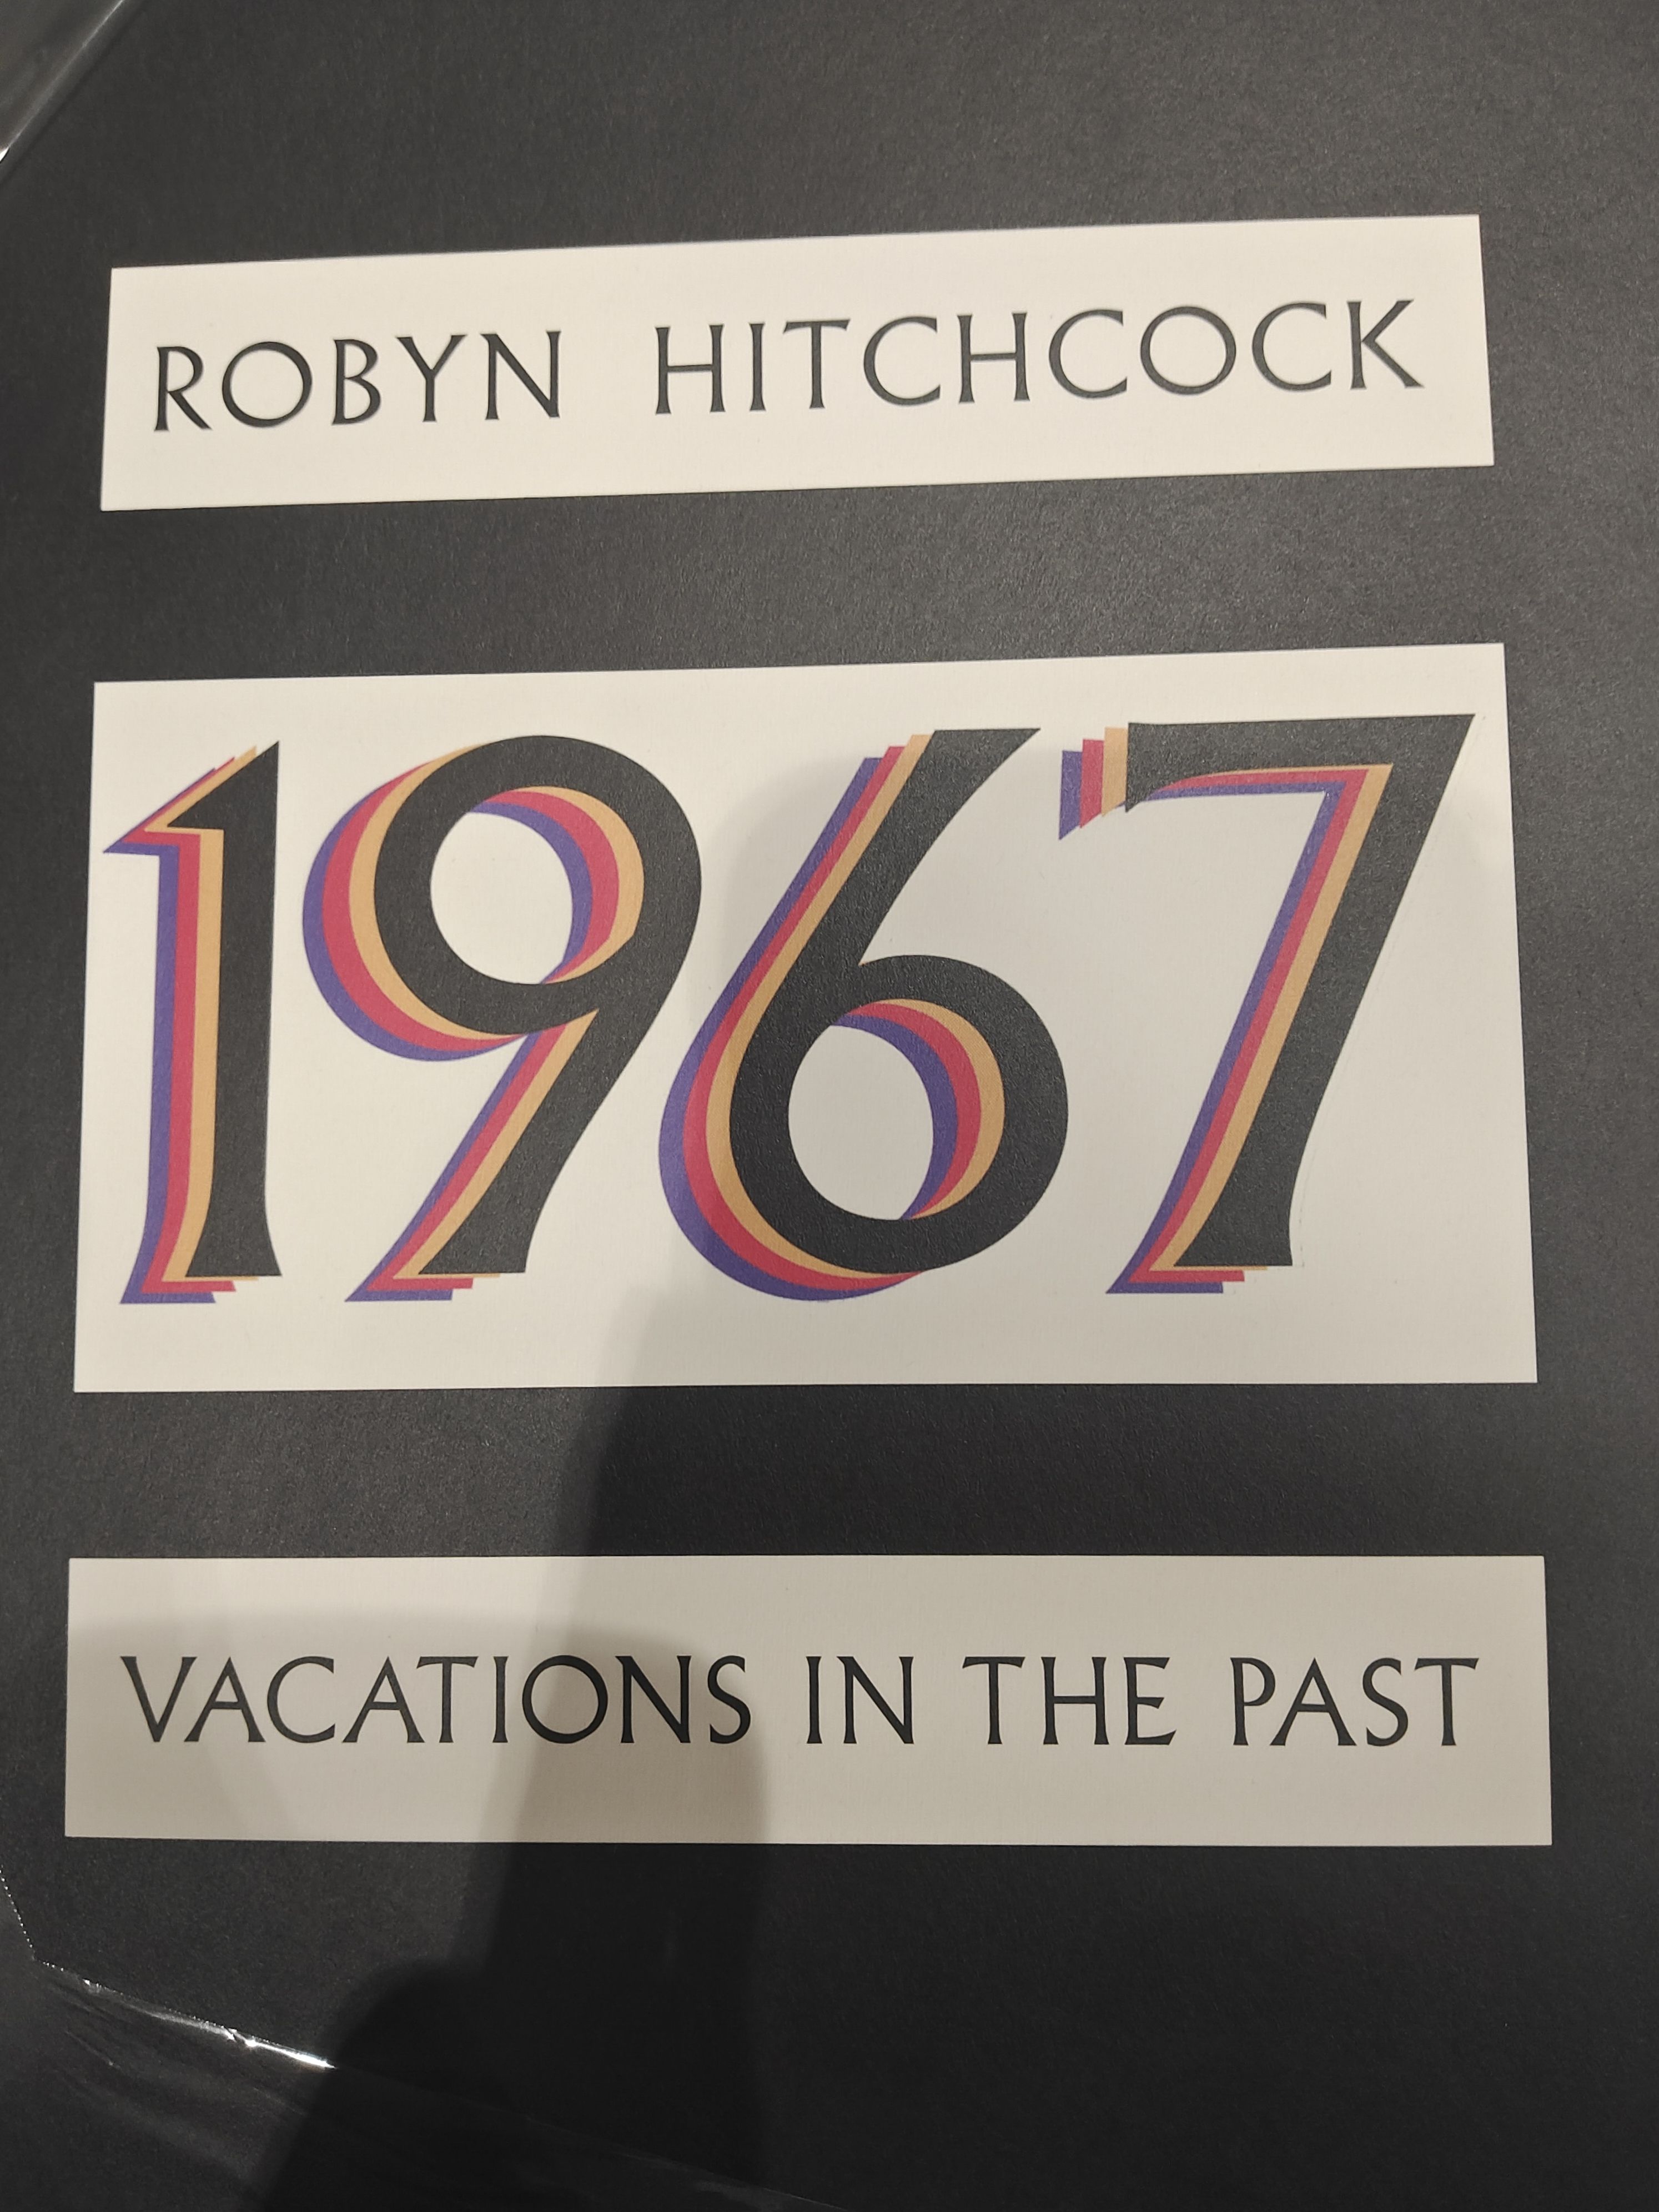 ROBYN HITCHCOCK
1967
VACATIONS IN THE PAST